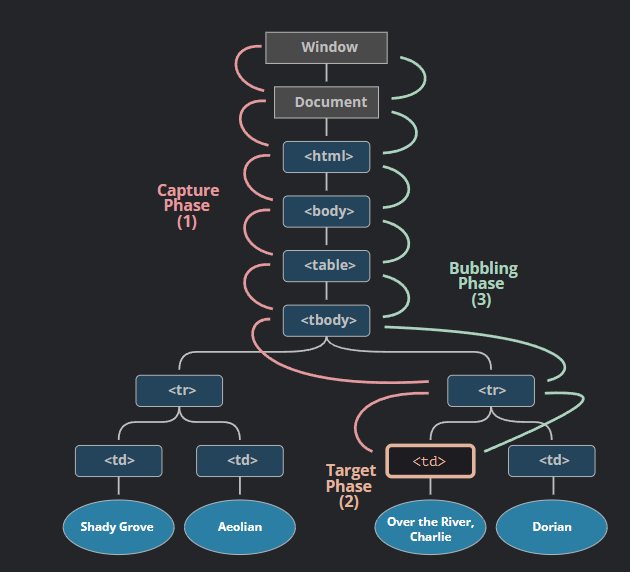 Window
Document
<html>
Capture
Phase
(1)
<body>
<table>
Bubbling
Phase
(3)
<tbody>
<tr>
<tr>
<td>
<td>
<td>
<td>
Target
Phase
(2)
Shady Grove
Aeolian
Over the River,
Charlie
Dorian